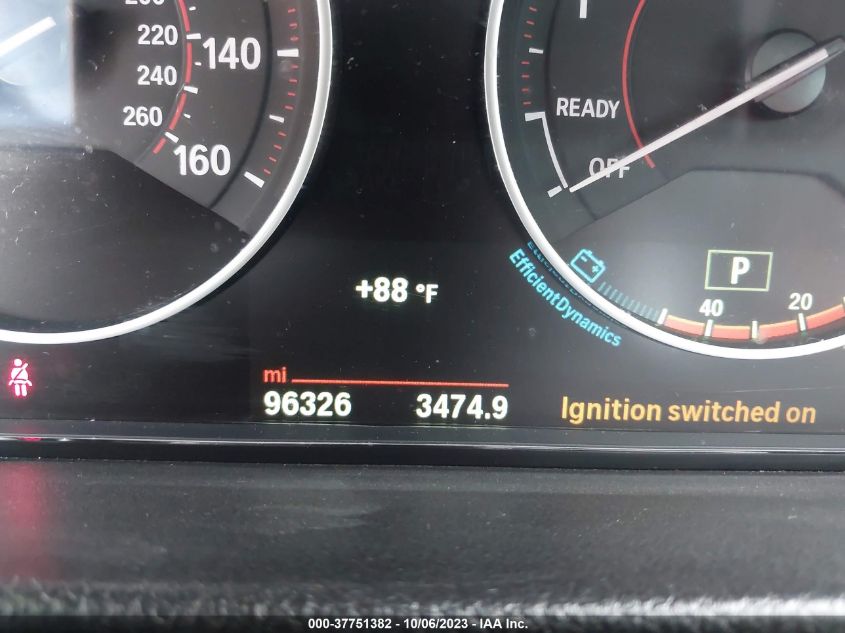 220
140
240
260
160
READY
OFF
EfficientDynamics
P
+88 °F
40
20
mi
96326
3474.9
Ignition switched on
000-37751382 - 10/06/2023 - IAA Inc.